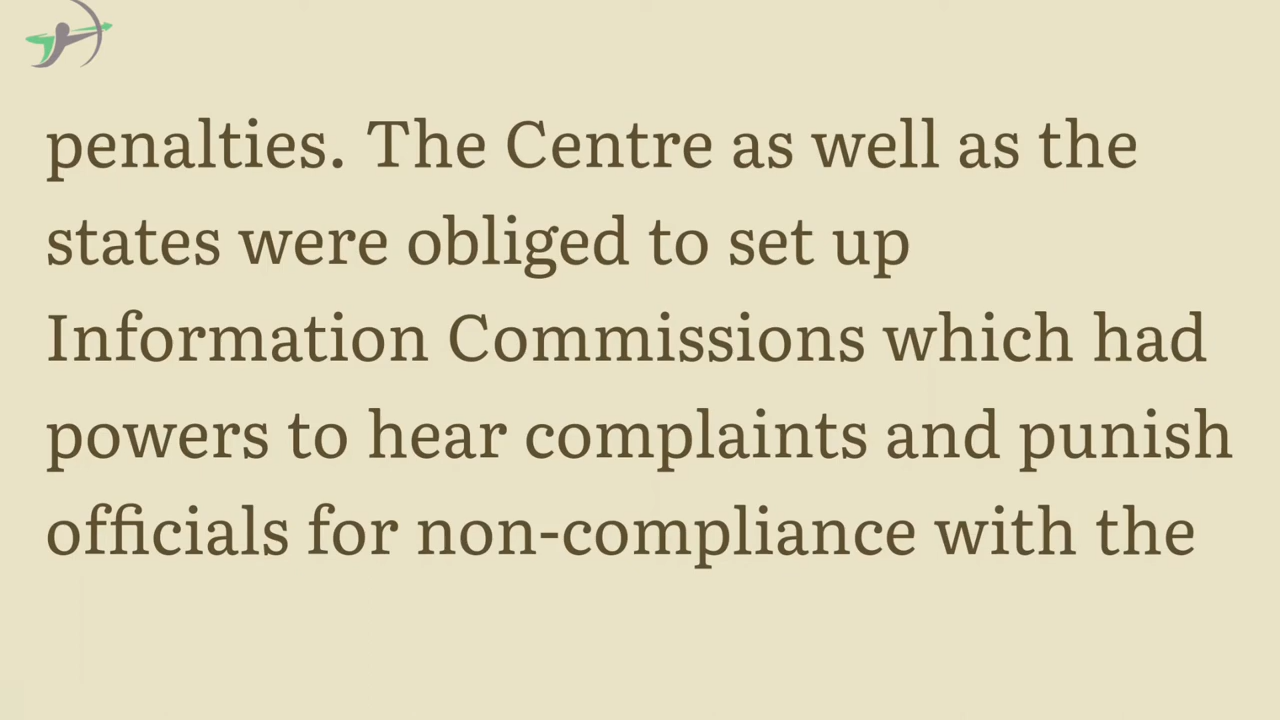 penalties. The Centre as well as the
states were obliged to set up
Information Commissions which had
powers to hear complaints and punish
officials for non-compliance with the